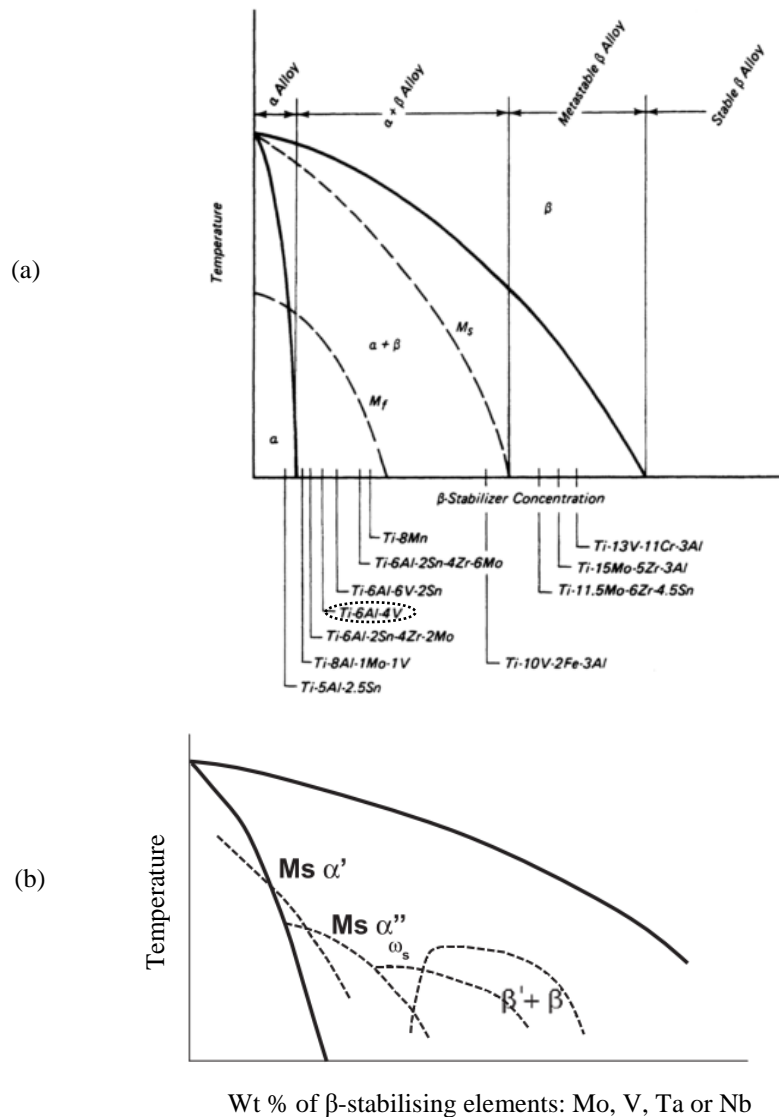 α Alloy
α + β Alloy
Metastable β Alloy
Stable β Alloy
(a)
Temperature
β
α + β
Ms
Mf
α
β-Stabilizer Concentration
Ti-8Mn
Ti-13V-11Cr-3Al
Ti-6Al-2Sn-4Zr-6Mo
Ti-15Mo-5Zr-3Al
Ti-6Al-6V-2Sn
Ti-11.5Mo-6Zr-4.5Sn
Ti-6Al-4V
Ti-6Al-2Sn-4Zr-2Mo
Ti-8Al-1Mo-1V
Ti-10V-2Fe-3Al
Ti-5Al-2.5Sn
(b)
Temperature
Ms α'
Ms α''
ωs
β'+ β
Wt % of β-stabilising elements: Mo, V, Ta or Nb